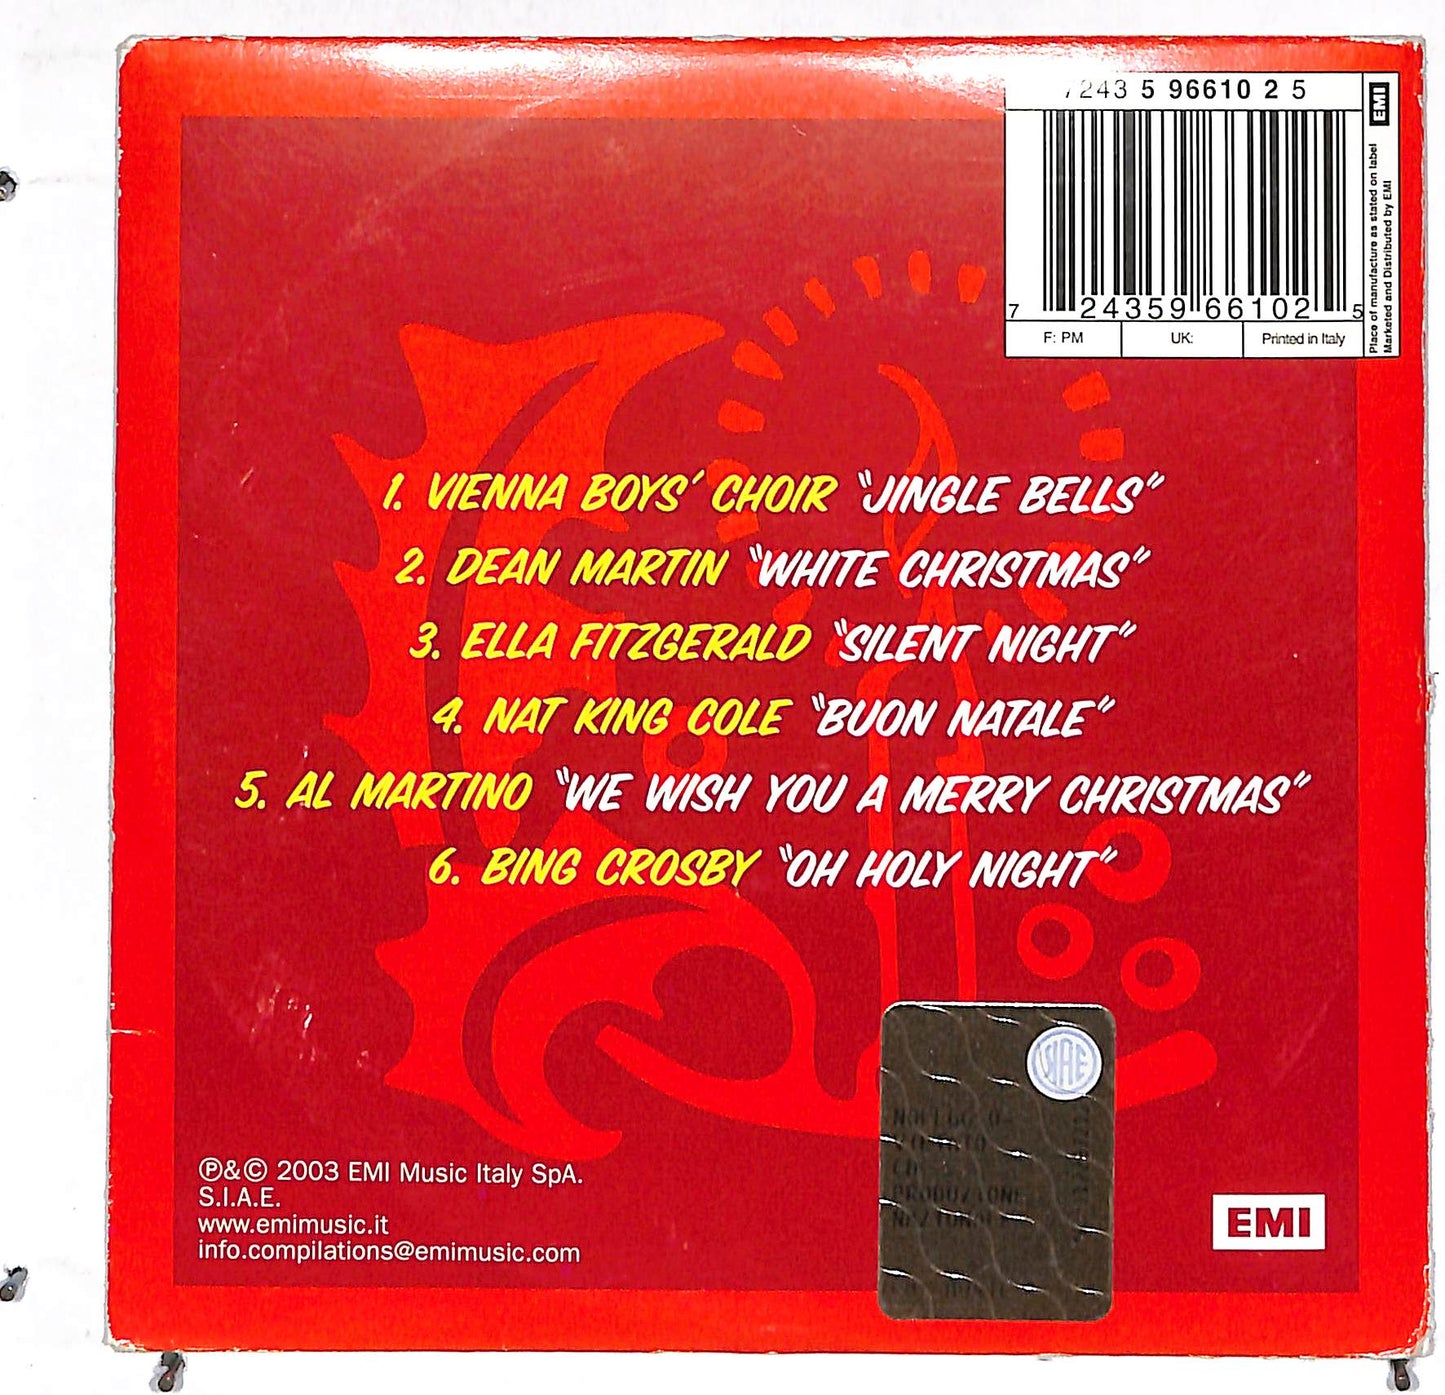 7243 5 96610 2 5
EMI
Place of manufacture as stated on label
Marketed and Distributed by EMI
7 24359 66102 5
F: PM
UK:
Printed in Italy
1. VIENNA BOYS' CHOIR "JINGLE BELLS"
2. DEAN MARTIN "WHITE CHRISTMAS"
3. ELLA FITZGERALD "SILENT NIGHT"
4. NAT KING COLE "BUON NATALE"
5. AL MARTINO "WE WISH YOU A MERRY CHRISTMAS"
6. BING CROSBY "OH HOLY NIGHT"
℗&© 2003 EMI Music Italy SpA.
S.I.A.E.
www.emimusic.it
info.compilations@emimusic.com
SIAE
PRODUZIONE
EMI